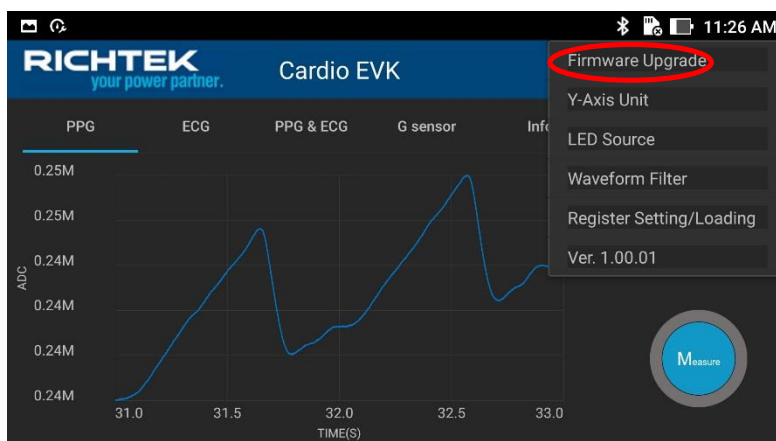 11:26 AM
RICHTEK
your power partner.
Cardio EVK
PPG
ECG
PPG & ECG
G sensor
Info
Firmware Upgrade
Y-Axis Unit
LED Source
Waveform Filter
Register Setting/Loading
Ver. 1.00.01
0.25M
0.25M
0.24M
0.24M
0.24M
0.24M
ADC
31.0
31.5
32.0
32.5
33.0
TIME(S)
Measure